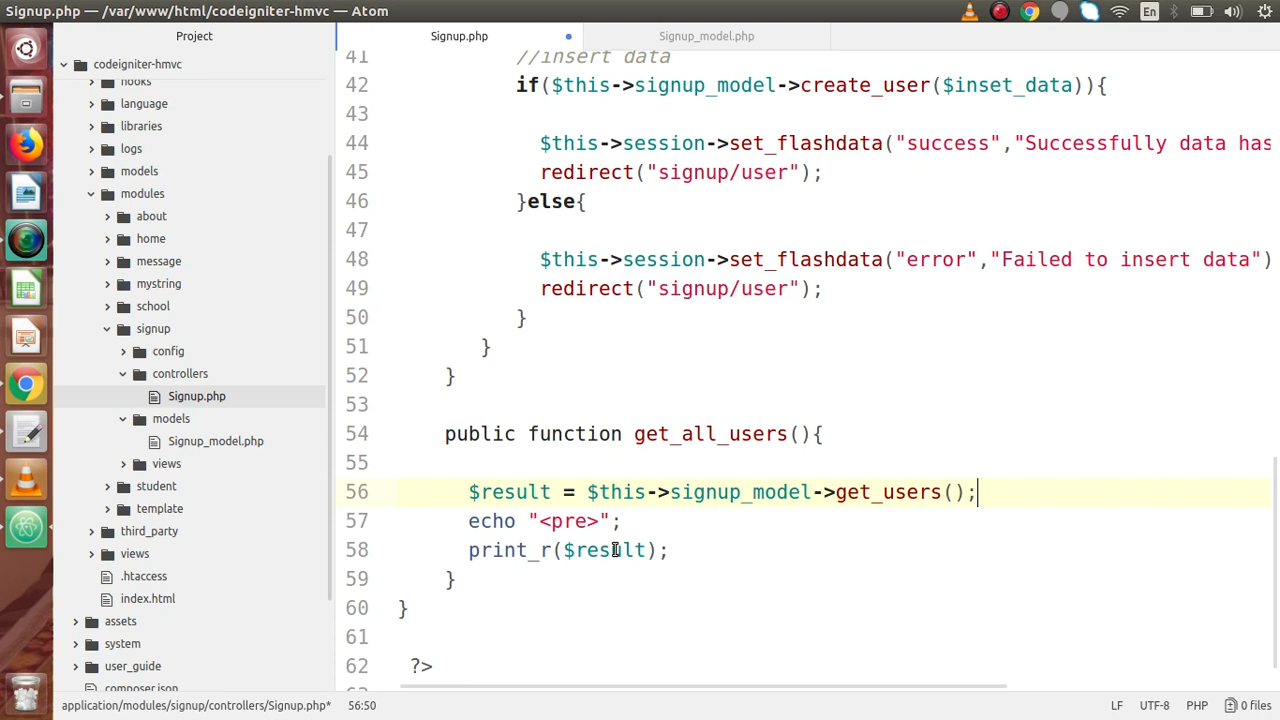 Signup.php — /var/www/html/codeigniter-hmvc — Atom
En
Project
Signup.php
Signup_model.php
codeigniter-hmvc
hooks
language
libraries
logs
models
modules
about
home
message
mystring
school
signup
config
controllers
Signup.php
models
Signup_model.php
views
student
template
third_party
views
.htaccess
index.html
assets
system
user_guide
composer.json
41 //insert data
42 if($this->signup_model->create_user($inset_data)){
43
44 $this->session->set_flashdata("success","Successfully data has
45 redirect("signup/user");
46 }else{
47
48 $this->session->set_flashdata("error","Failed to insert data")
49 redirect("signup/user");
50 }
51 }
52 }
53
54 public function get_all_users(){
55
56 $result = $this->signup_model->get_users();
57 echo "<pre>";
58 print_r($result);
59 }
60 }
61
62 ?>
application/modules/signup/controllers/Signup.php* 56:50 LF UTF-8 PHP 0 files